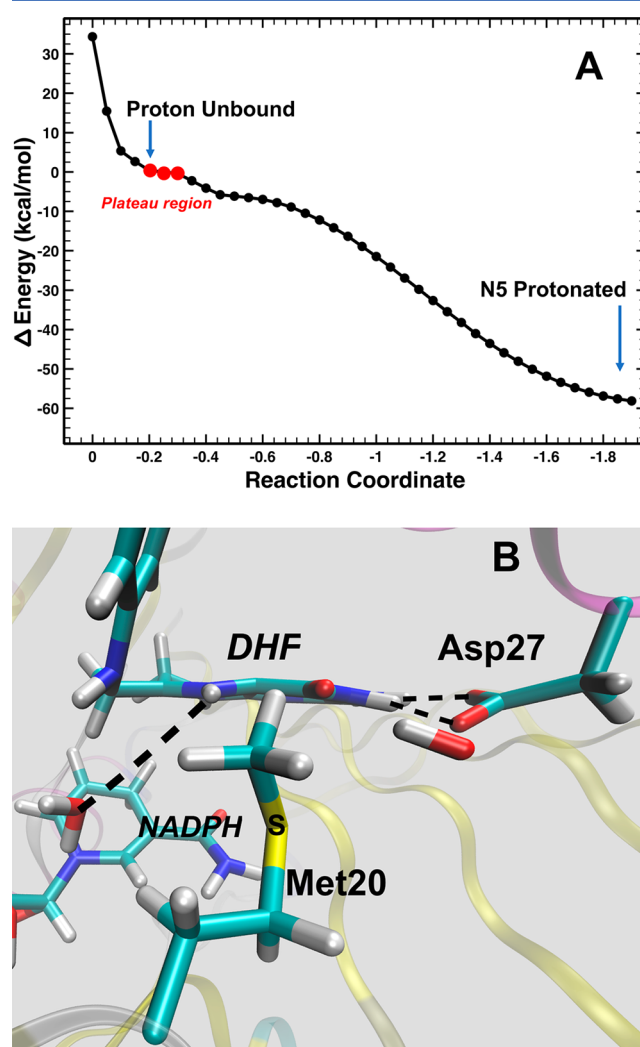 A
30
20
10
0
-10
-20
-30
-40
-50
-60
Δ Energy (kcal/mol)
Proton Unbound
Plateau region
N5 Protonated
0 -0.2 -0.4 -0.6 -0.8 -1 -1.2 -1.4 -1.6 -1.8
Reaction Coordinate
B
DHF
Asp27
NADPH
S
Met20